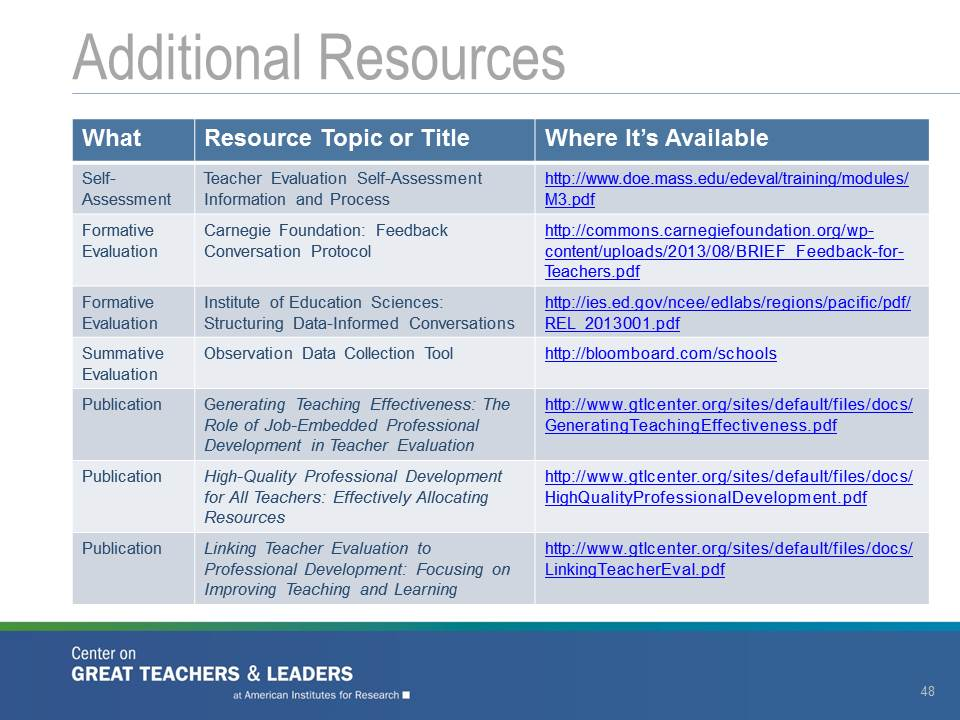 Additional Resources
What Resource Topic or Title Where It's Available
Self- Teacher Evaluation Self-Assessment http://www.doe.mass.edu/edeval/training/modules/
Assessment Information and Process M3.pdf
Formative Carnegie Foundation: Feedback http://commons.carnegiefoundation.org/wp-
Evaluation Conversation Protocol content/uploads/2013/08/BRIEF_Feedback-for-
Teachers.pdf
Formative Institute of Education Sciences: http://ies.ed.gov/ncee/edlabs/regions/pacific/pdf/
Evaluation Structuring Data-Informed Conversations REL_2013001.pdf
Summative Observation Data Collection Tool http://bloomboard.com/schools
Evaluation
Publication Generating Teaching Effectiveness: The http://www.gtlcenter.org/sites/default/files/docs/
Role of Job-Embedded Professional GeneratingTeachingEffectiveness.pdf
Development in Teacher Evaluation
Publication High-Quality Professional Development http://www.gtlcenter.org/sites/default/files/docs/
for All Teachers: Effectively Allocating HighQualityProfessionalDevelopment.pdf
Resources
Publication Linking Teacher Evaluation to http://www.gtlcenter.org/sites/default/files/docs/
Professional Development: Focusing on LinkingTeacherEval.pdf
Improving Teaching and Learning
Center on
GREAT TEACHERS & LEADERS
at American Institutes for Research
48